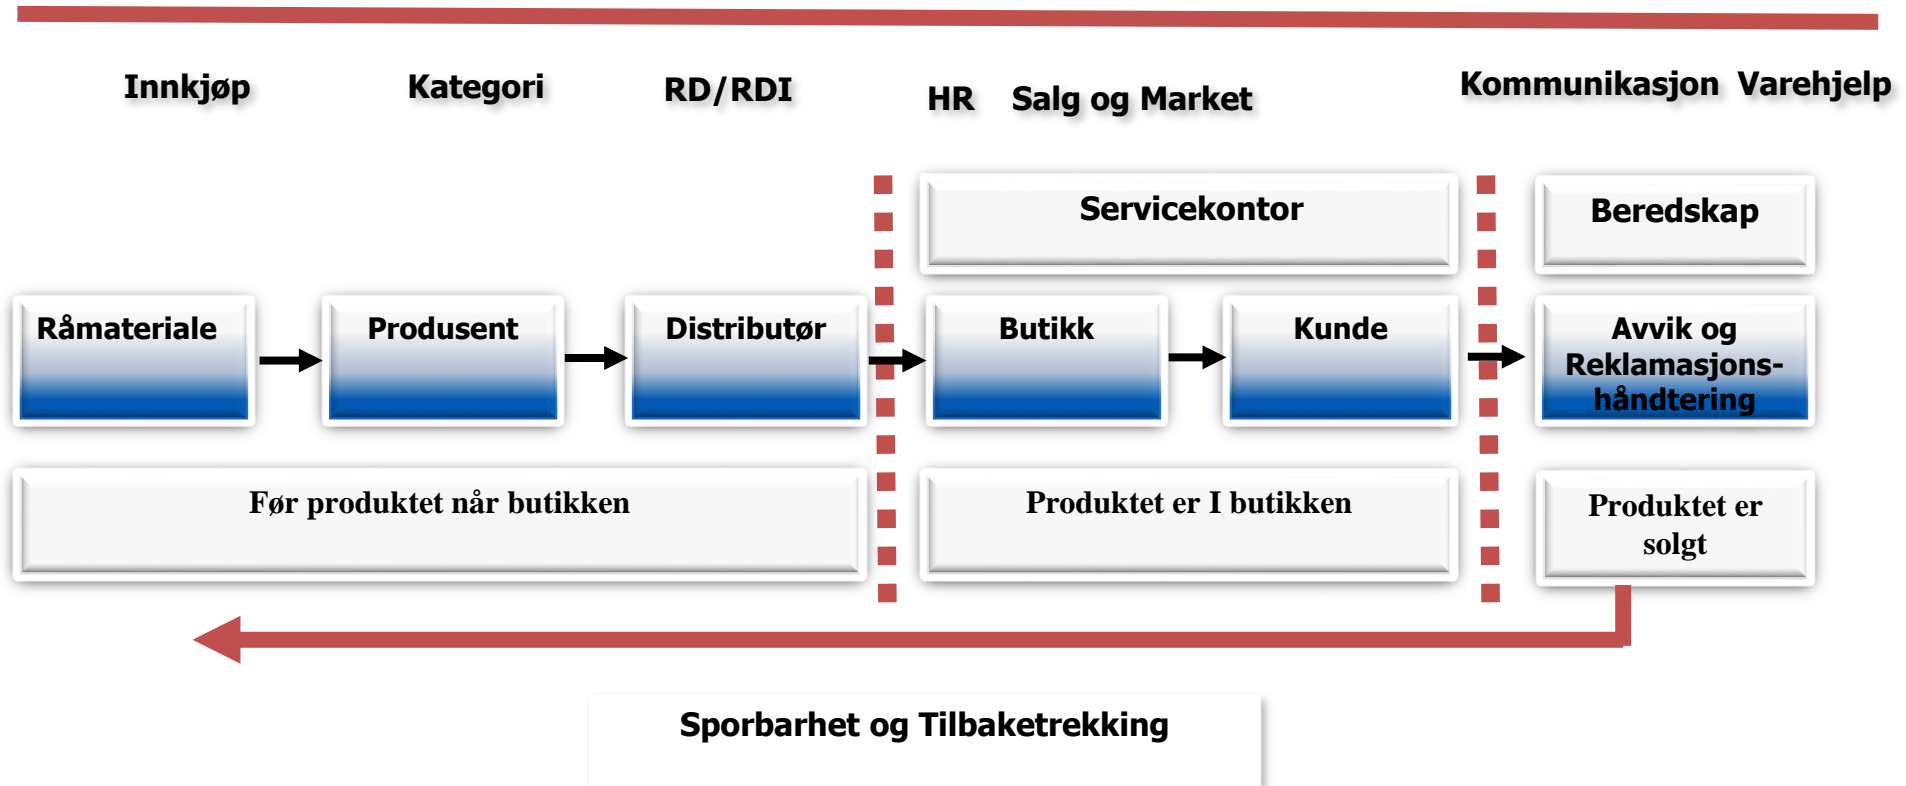 Innkjøp
Kategori
RD/RDI
HR
Salg og Market
Kommunikasjon
Varehjelp
Servicekontor
Beredskap
Råmateriale
Produsent
Distributør
Butikk
Kunde
Avvik og
Reklamasjons-
håndtering
Før produktet når butikken
Produktet er I butikken
Produktet er
solgt
Sporbarhet og Tilbaketrekking